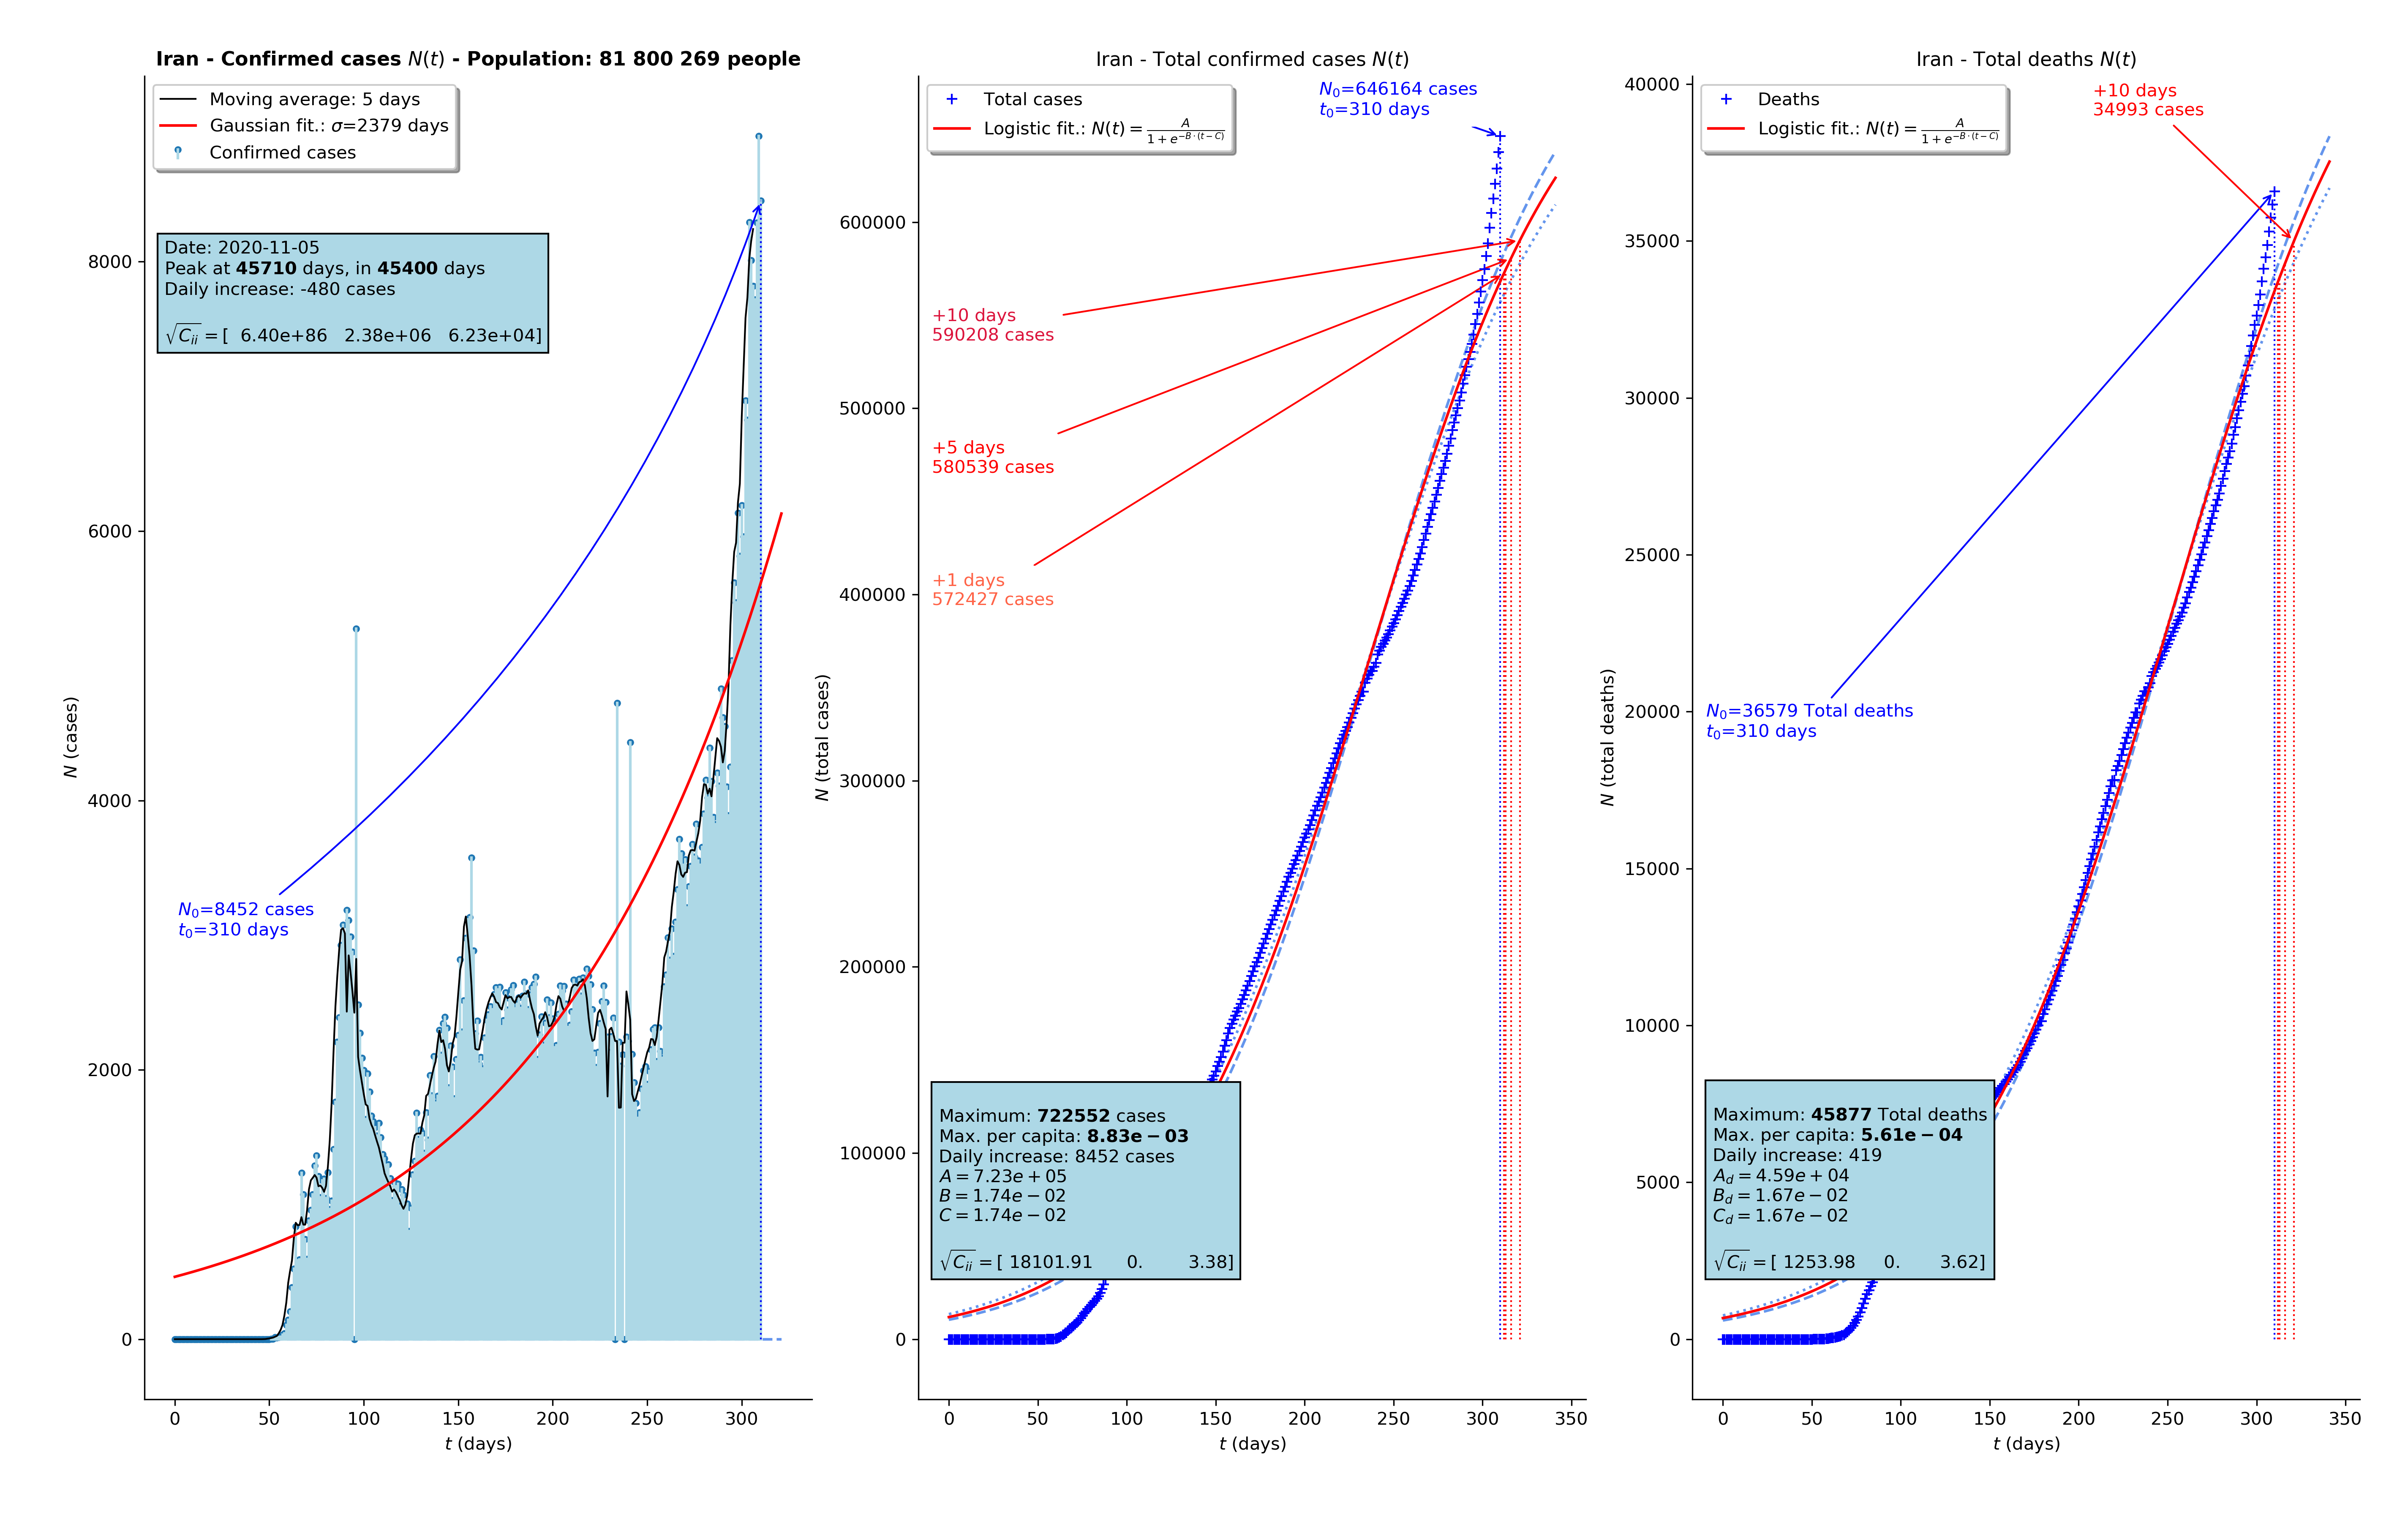 Iran - Confirmed cases N(t) - Population: 81 800 269 people
Moving average: 5 days
Gaussian fit.: σ=2379 days
Confirmed cases
Date: 2020-11-05
Peak at 45710 days, in 45400 days
Daily increase: -480 cases
√C_ii = [ 6.40e+86 2.38e+06 6.23e+04]
N₀=8452 cases
t₀=310 days
8000
6000
4000
2000
0
N (cases)
0 50 100 150 200 250 300
t (days)
Iran - Total confirmed cases N(t)
Total cases
Logistic fit.: N(t) = A / (1 + e^(−B·(t−C)))
N₀=646164 cases
t₀=310 days
+10 days
590208 cases
+5 days
580539 cases
+1 days
572427 cases
600000
500000
400000
300000
200000
100000
0
N (total cases)
Maximum: 722552 cases
Max. per capita: 8.83e − 03
Daily increase: 8452 cases
A = 7.23e + 05
B = 1.74e − 02
C = 1.74e − 02
√C_ii = [ 18101.91 0. 3.38]
0 50 100 150 200 250 300 350
t (days)
Iran - Total deaths N(t)
Deaths
Logistic fit.: N(t) = A / (1 + e^(−B·(t−C)))
+10 days
34993 cases
N₀=36579 Total deaths
t₀=310 days
40000
35000
30000
25000
20000
15000
10000
5000
0
N (total deaths)
Maximum: 45877 Total deaths
Max. per capita: 5.61e − 04
Daily increase: 419
A_d = 4.59e + 04
B_d = 1.67e − 02
C_d = 1.67e − 02
√C_ii = [ 1253.98 0. 3.62]
0 50 100 150 200 250 300 350
t (days)